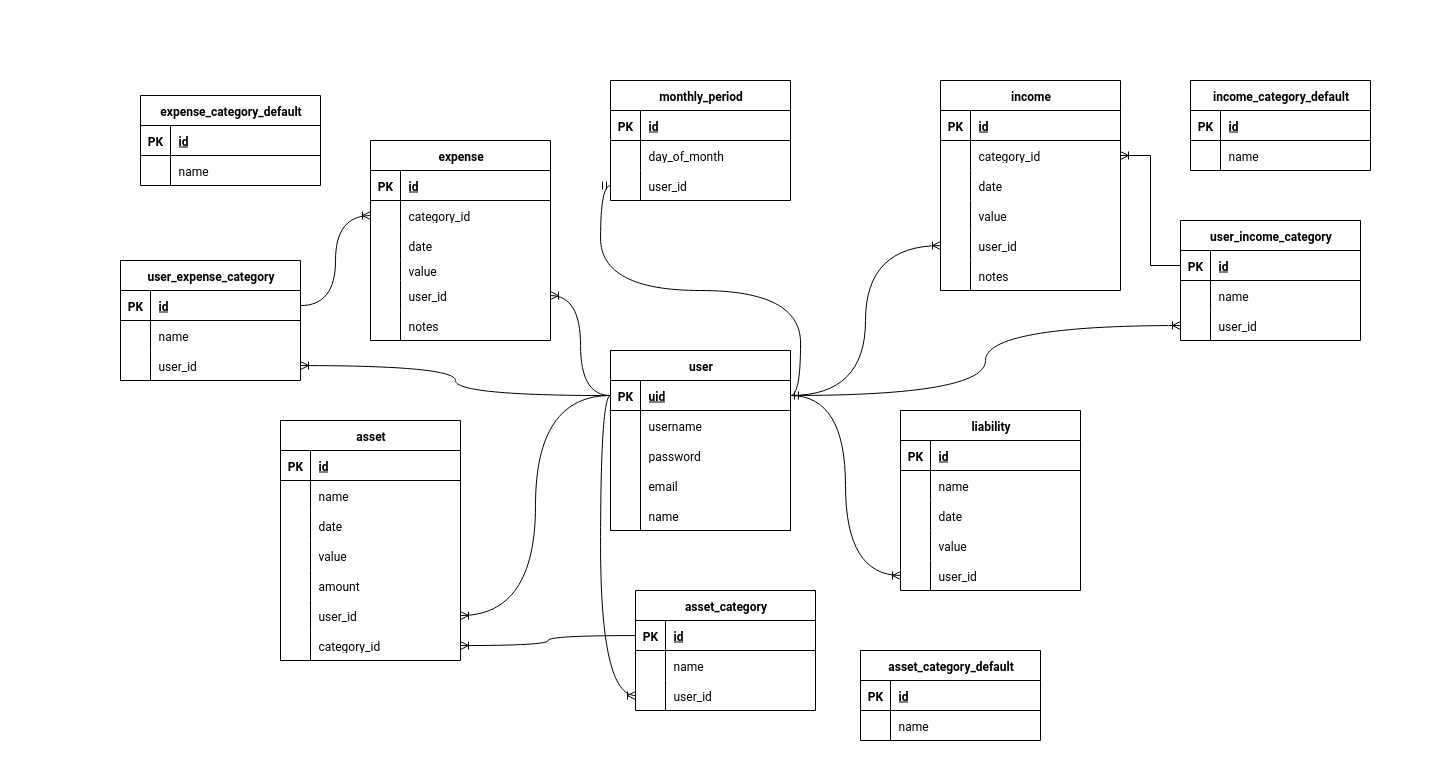 expense_category_default
PK id
name
expense
PK id
category_id
date
value
user_id
notes
monthly_period
PK id
day_of_month
user_id
income
PK id
category_id
date
value
user_id
notes
income_category_default
PK id
name
user_income_category
PK id
name
user_id
user_expense_category
PK id
name
user_id
user
PK uid
username
password
email
name
asset
PK id
name
date
value
amount
user_id
category_id
liability
PK id
name
date
value
user_id
asset_category
PK id
name
user_id
asset_category_default
PK id
name